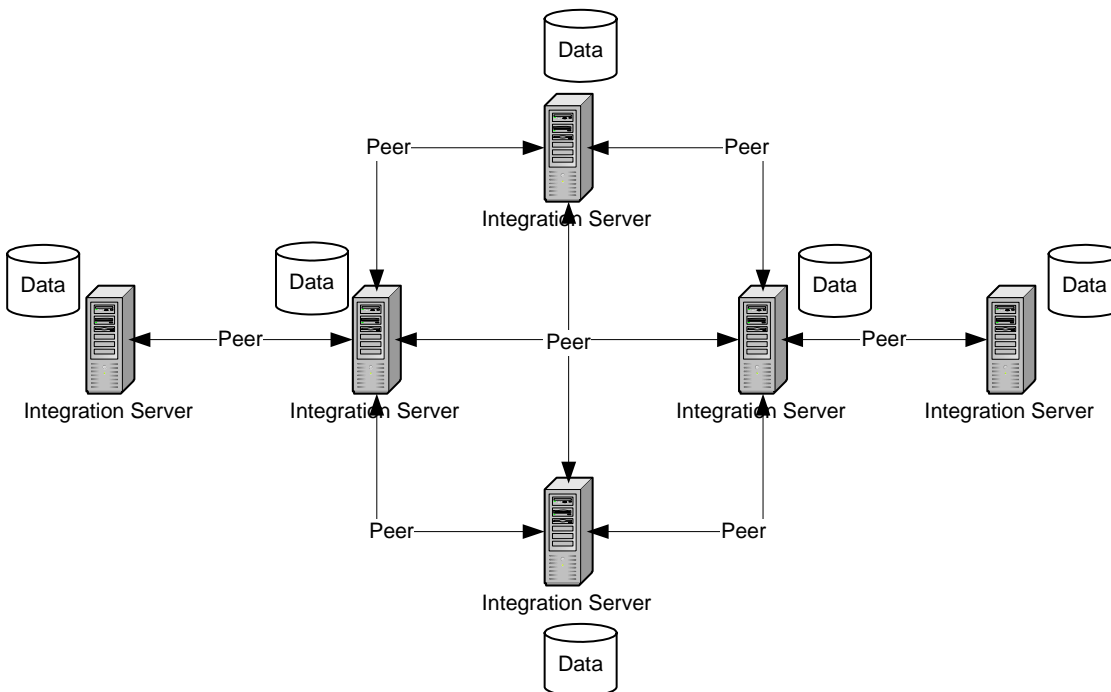 Data
Peer
Peer
Integration Server
Data
Data
Data
Data
Peer
Peer
Peer
Integration Server
Integration Server
Integration Server
Integration Server
Peer
Peer
Integration Server
Data